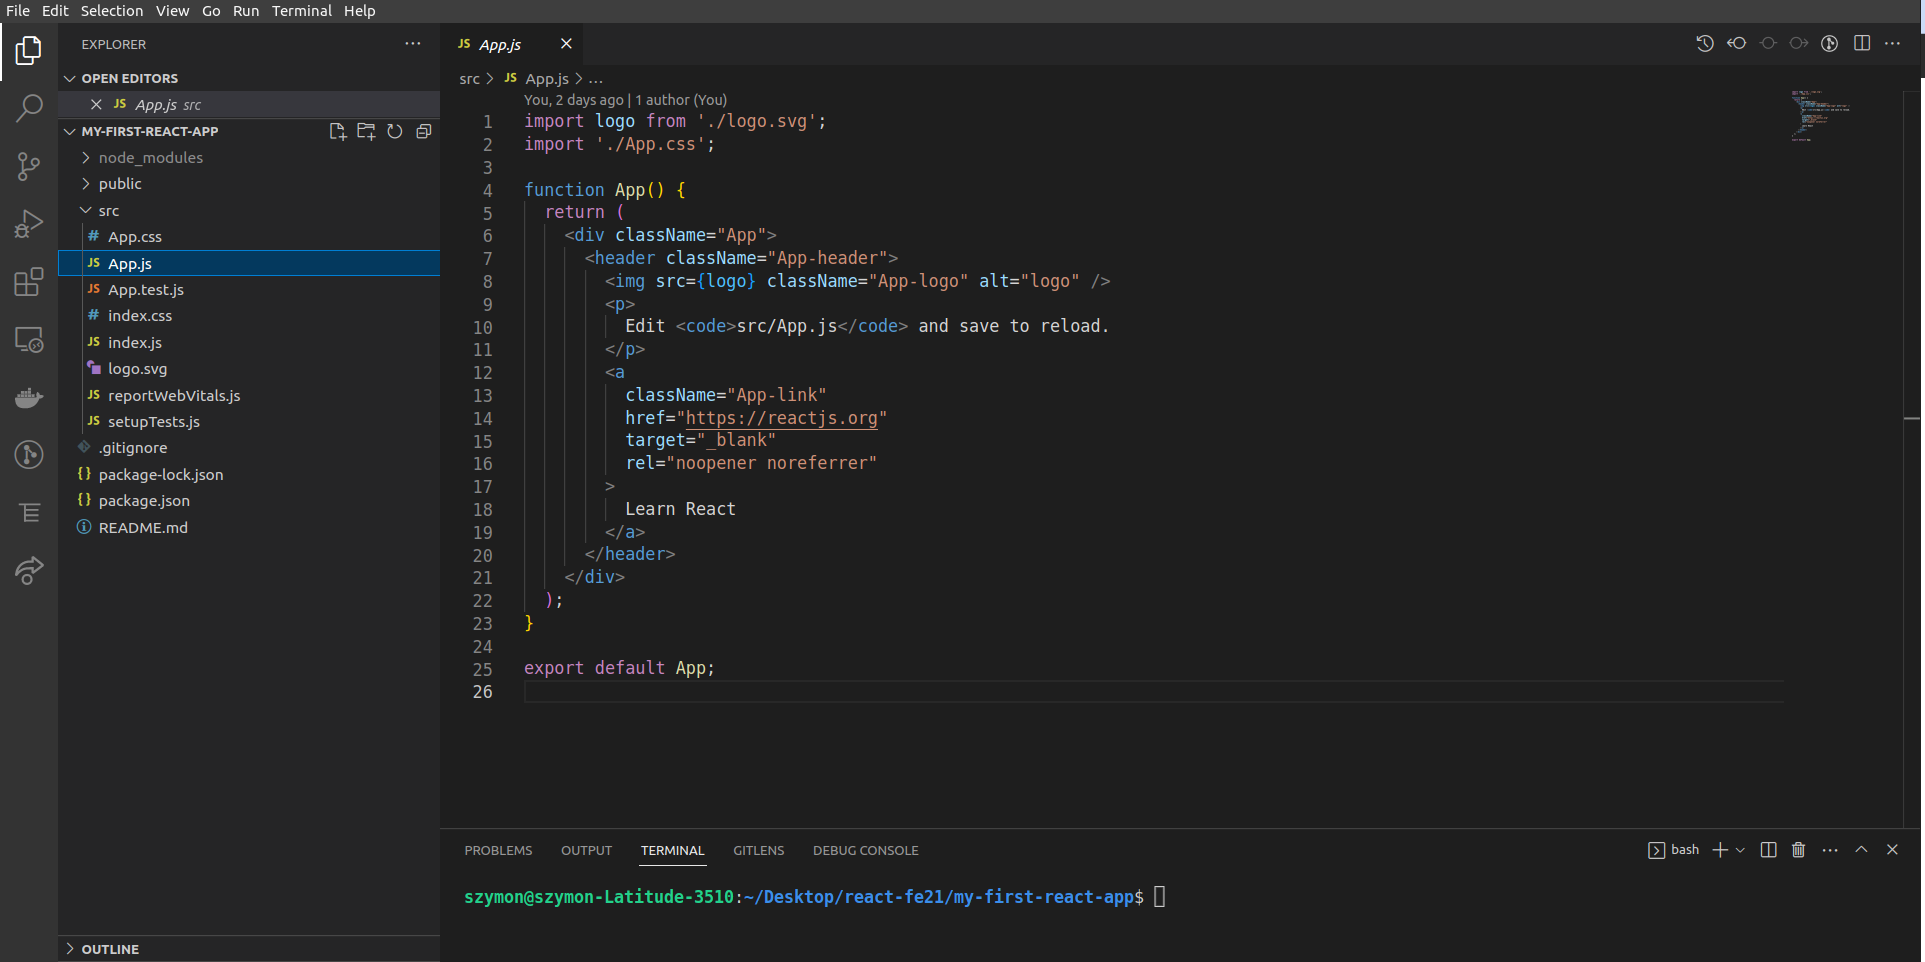 File Edit Selection View Go Run Terminal Help
EXPLORER
OPEN EDITORS
JS App.js src
MY-FIRST-REACT-APP
node_modules
public
src
# App.css
JS App.js
JS App.test.js
# index.css
JS index.js
logo.svg
JS reportWebVitals.js
JS setupTests.js
.gitignore
{} package-lock.json
{} package.json
README.md
OUTLINE
JS App.js
src > JS App.js > ...
You, 2 days ago | 1 author (You)
1 import logo from './logo.svg';
2 import './App.css';
3
4 function App() {
5   return (
6     <div className="App">
7       <header className="App-header">
8         <img src={logo} className="App-logo" alt="logo" />
9         <p>
10           Edit <code>src/App.js</code> and save to reload.
11         </p>
12         <a
13           className="App-link"
14           href="https://reactjs.org"
15           target="_blank"
16           rel="noopener noreferrer"
17         >
18           Learn React
19         </a>
20       </header>
21     </div>
22   );
23 }
24
25 export default App;
26
PROBLEMS OUTPUT TERMINAL GITLENS DEBUG CONSOLE
bash
szymon@szymon-Latitude-3510:~/Desktop/react-fe21/my-first-react-app$